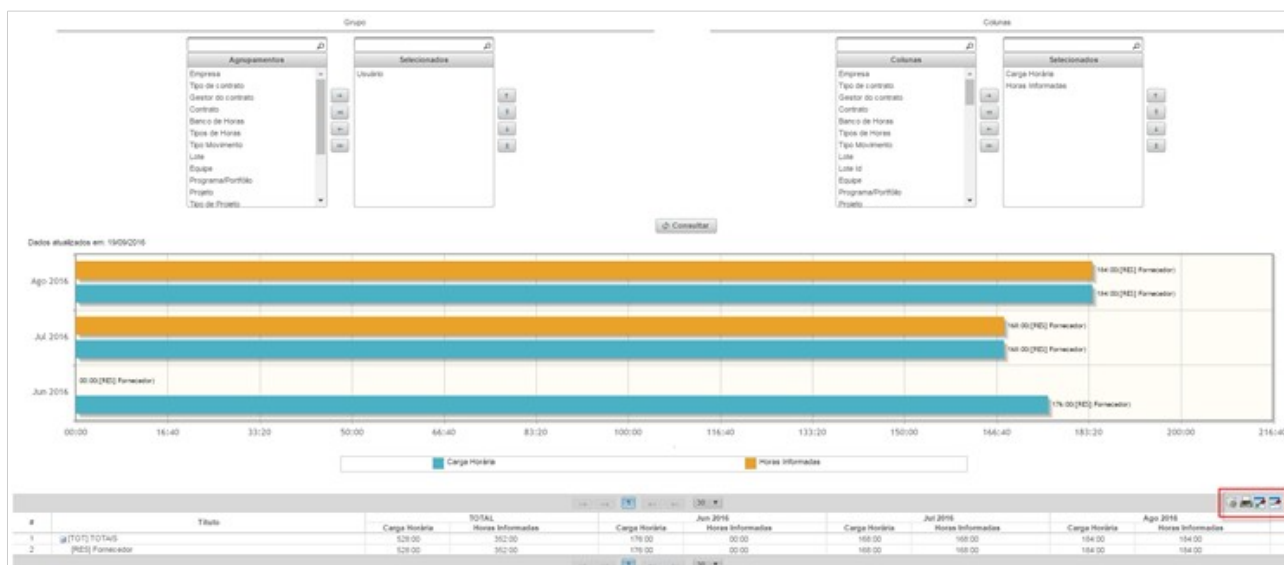 Grupo
Colunas
Agrupamentos
Selecionados
Colunas
Selecionados
Empresa
Tipo de contrato
Gestor do contrato
Contrato
Banco de Horas
Tipos de Horas
Tipo Movimento
Lote
Equipe
Programa/Portfólio
Projeto
Tipo de Projeto
Usuário
Empresa
Tipo de contrato
Gestor do contrato
Contrato
Banco de Horas
Tipos de Horas
Tipo Movimento
Lote
Lote Id
Equipe
Programa/Portfólio
Projeto
Carga Horária
Horas Informadas
Consultar
Dados atualizados em: 19/09/2016
Ago 2016
184:00([RES] Fornecedor)
184:00([RES] Fornecedor)
Jul 2016
168:00([RES] Fornecedor)
168:00([RES] Fornecedor)
Jun 2016
00:00([RES] Fornecedor)
176:00([RES] Fornecedor)
00:00 16:40 33:20 50:00 66:40 83:20 100:00 116:40 133:20 150:00 166:40 183:20 200:00 216:40
Carga Horária Horas Informadas
1 30
# Título TOTAL Jun 2016 Jul 2016 Ago 2016
Carga Horária Horas Informadas Carga Horária Horas Informadas Carga Horária Horas Informadas Carga Horária Horas Informadas
1 [TOT] TOTAIS 528:00 352:00 176:00 00:00 168:00 168:00 184:00 184:00
2 [RES] Fornecedor 528:00 352:00 176:00 00:00 168:00 168:00 184:00 184:00
1 30